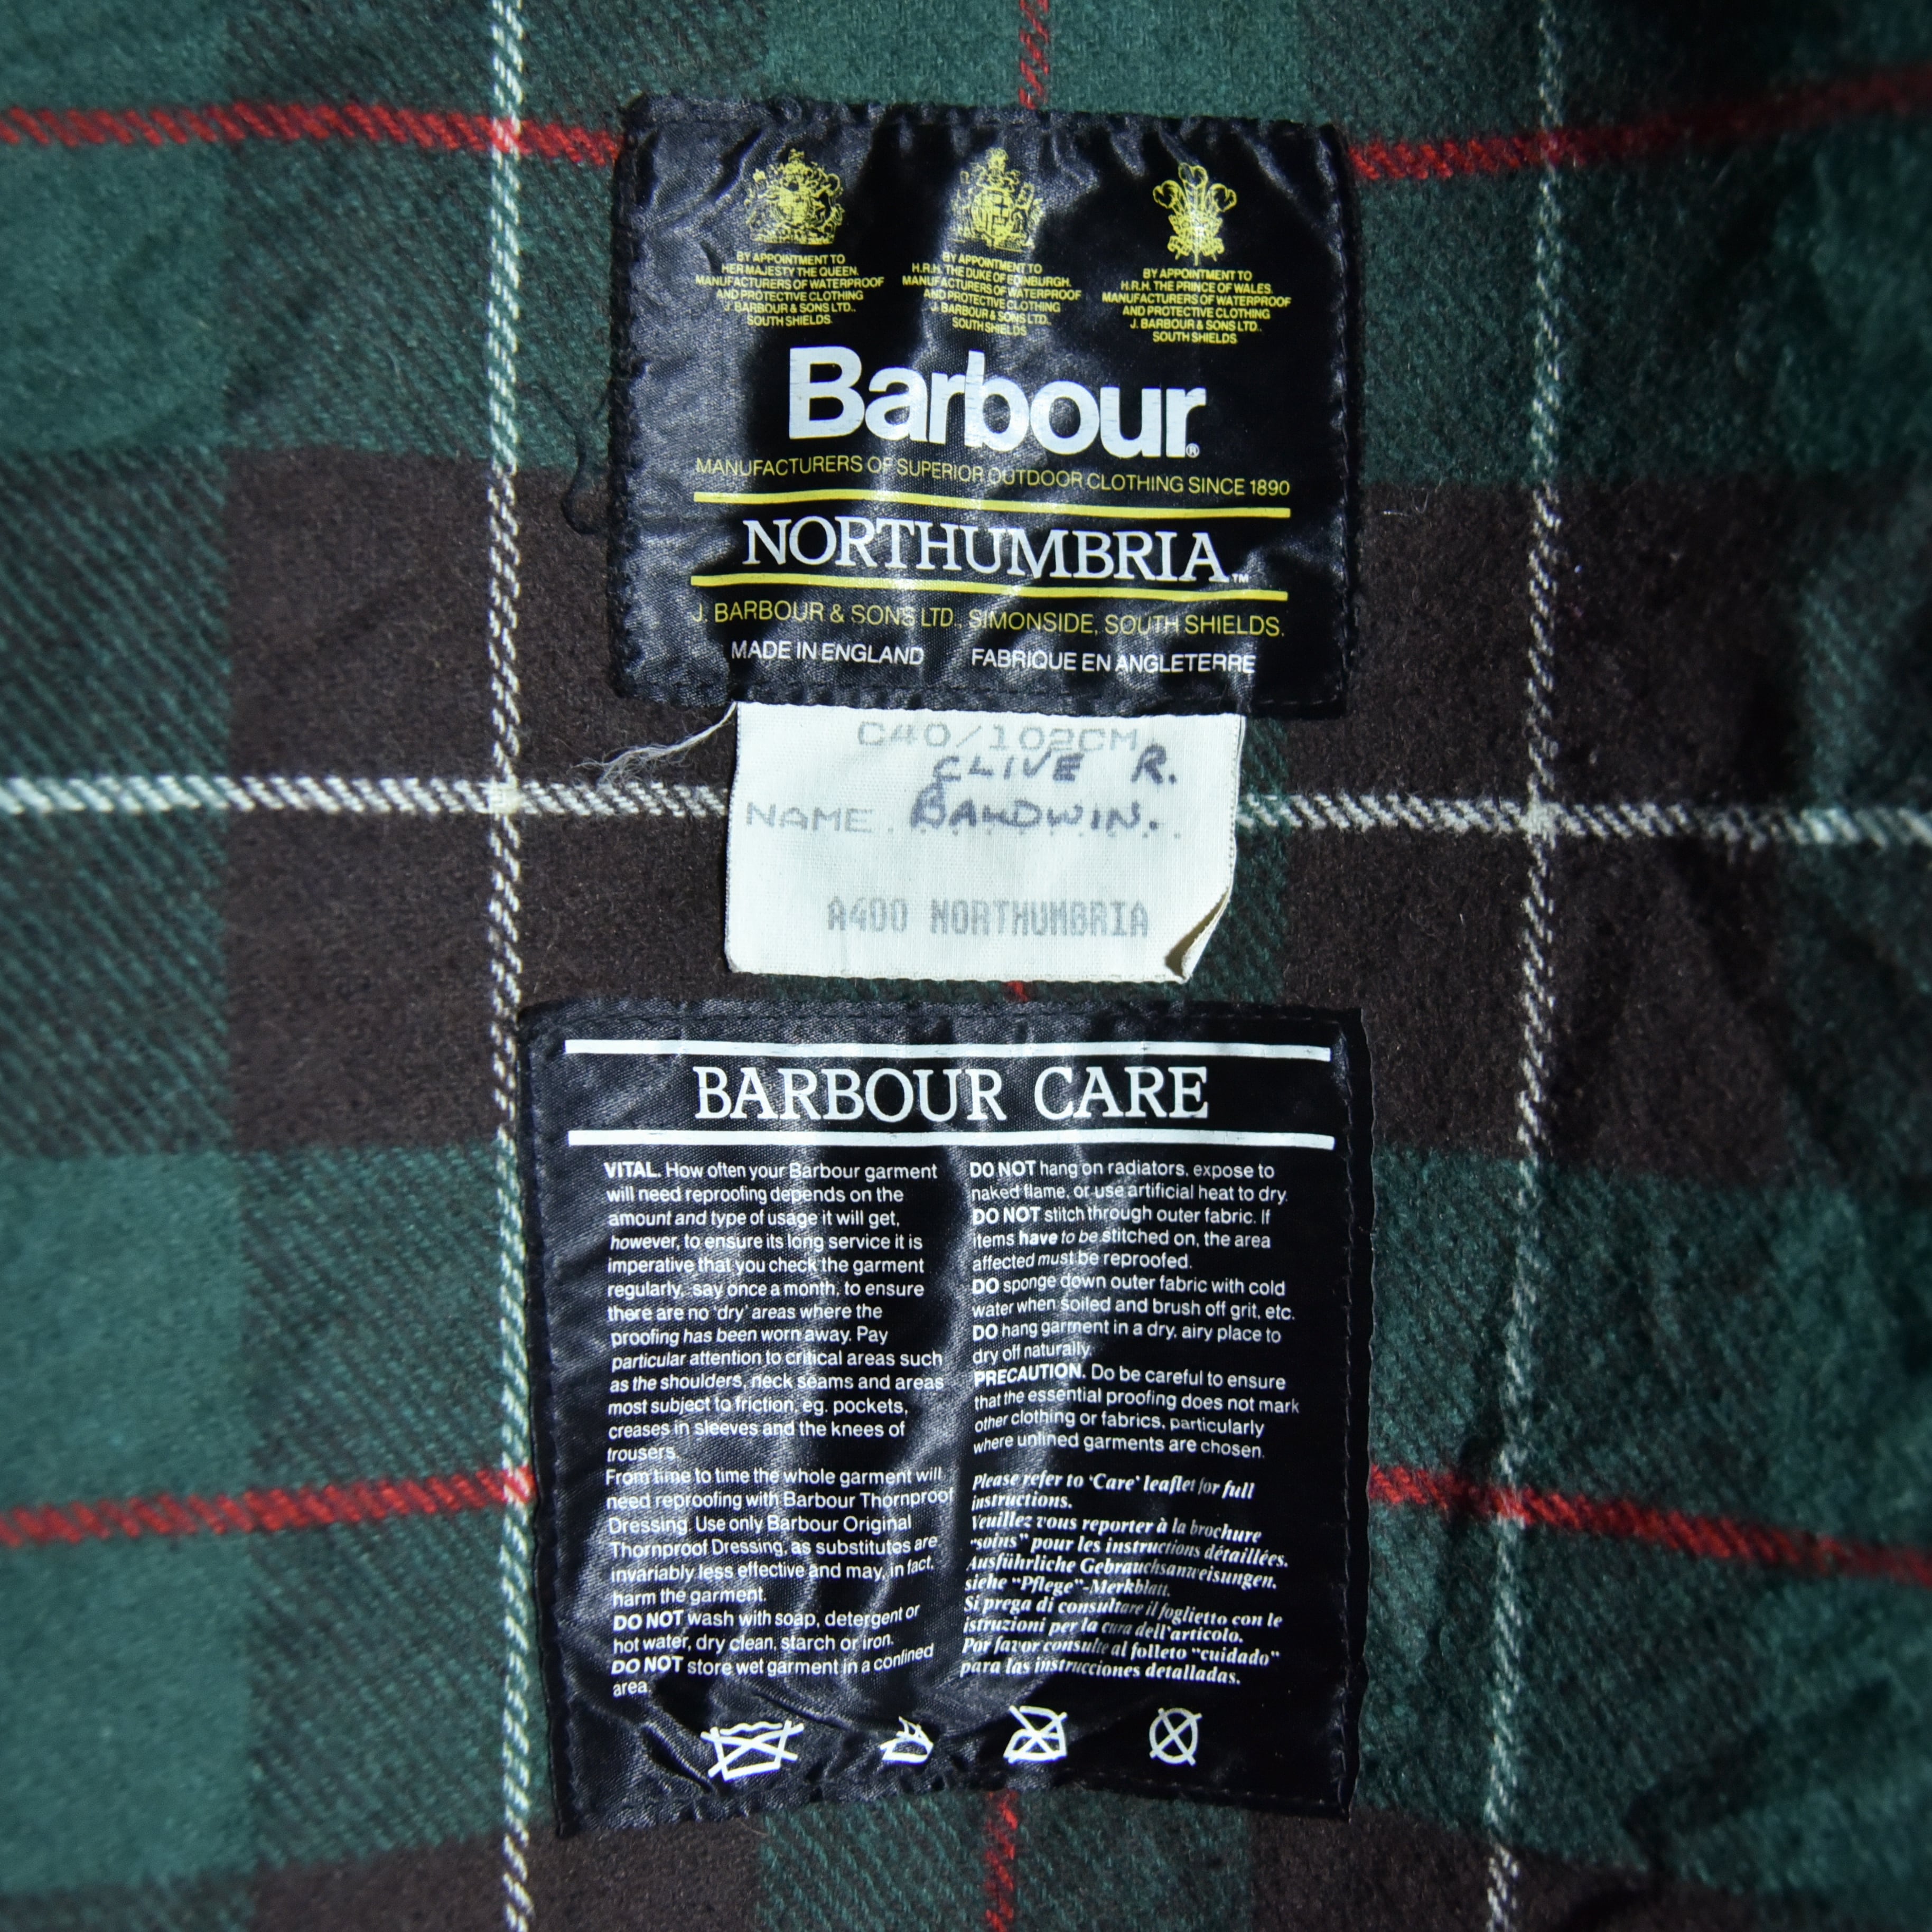 BY APPOINTMENT TO
HER MAJESTY THE QUEEN.
MANUFACTURERS OF WATERPROOF
AND PROTECTIVE CLOTHING
J. BARBOUR & SONS LTD.,
SOUTH SHIELDS.
BY APPOINTMENT TO
H.R.H. THE DUKE OF EDINBURGH.
MANUFACTURERS OF WATERPROOF
AND PROTECTIVE CLOTHING
J. BARBOUR & SONS LTD.,
SOUTH SHIELDS.
BY APPOINTMENT TO
H.R.H. THE PRINCE OF WALES.
MANUFACTURERS OF WATERPROOF
AND PROTECTIVE CLOTHING
J. BARBOUR & SONS LTD.
SOUTH SHIELDS
Barbour®
MANUFACTURERS OF SUPERIOR OUTDOOR CLOTHING SINCE 1890
NORTHUMBRIA™
J. BARBOUR & SONS LTD., SIMONSIDE, SOUTH SHIELDS.
MADE IN ENGLAND FABRIQUE EN ANGLETERRE
C40/102CM
CLIVE R.
NAME. BALDWIN.
A400 NORTHUMBRIA
BARBOUR CARE
VITAL. How often your Barbour garment
will need reproofing depends on the
amount and type of usage it will get,
however, to ensure its long service it is
imperative that you check the garment
regularly, say once a month, to ensure
there are no 'dry' areas where the
proofing has been worn away. Pay
particular attention to critical areas such
as the shoulders, neck seams and areas
most subject to friction, eg. pockets,
creases in sleeves and the knees of
trousers.
From time to time the whole garment will
need reproofing with Barbour Thornproof
Dressing. Use only Barbour Original
Thornproof Dressing, as substitutes are
invariably less effective and may, in fact,
harm the garment.
DO NOT wash with soap, detergent or
hot water, dry clean, starch or iron.
DO NOT store wet garment in a confined
area.
DO NOT hang on radiators, expose to
naked flame, or use artificial heat to dry.
DO NOT stitch through outer fabric. If
items have to be stitched on, the area
affected must be reproofed.
DO sponge down outer fabric with cold
water when soiled and brush off grit, etc.
DO hang garment in a dry, airy place to
dry off naturally.
PRECAUTION. Do be careful to ensure
that the essential proofing does not mark
other clothing or fabrics, particularly
where unlined garments are chosen.
Please refer to 'Care' leaflet for full
instructions.
Veuillez vous reporter à la brochure
"soins" pour les instructions détaillées.
Ausführliche Gebrauchsanweisungen.
siehe "Pflege"-Merkblatt.
Si prega di consultare il foglietto con le
istruzioni per la cura dell'articolo.
Por favor consulte al folleto "cuidado"
para las instrucciones detalladas.